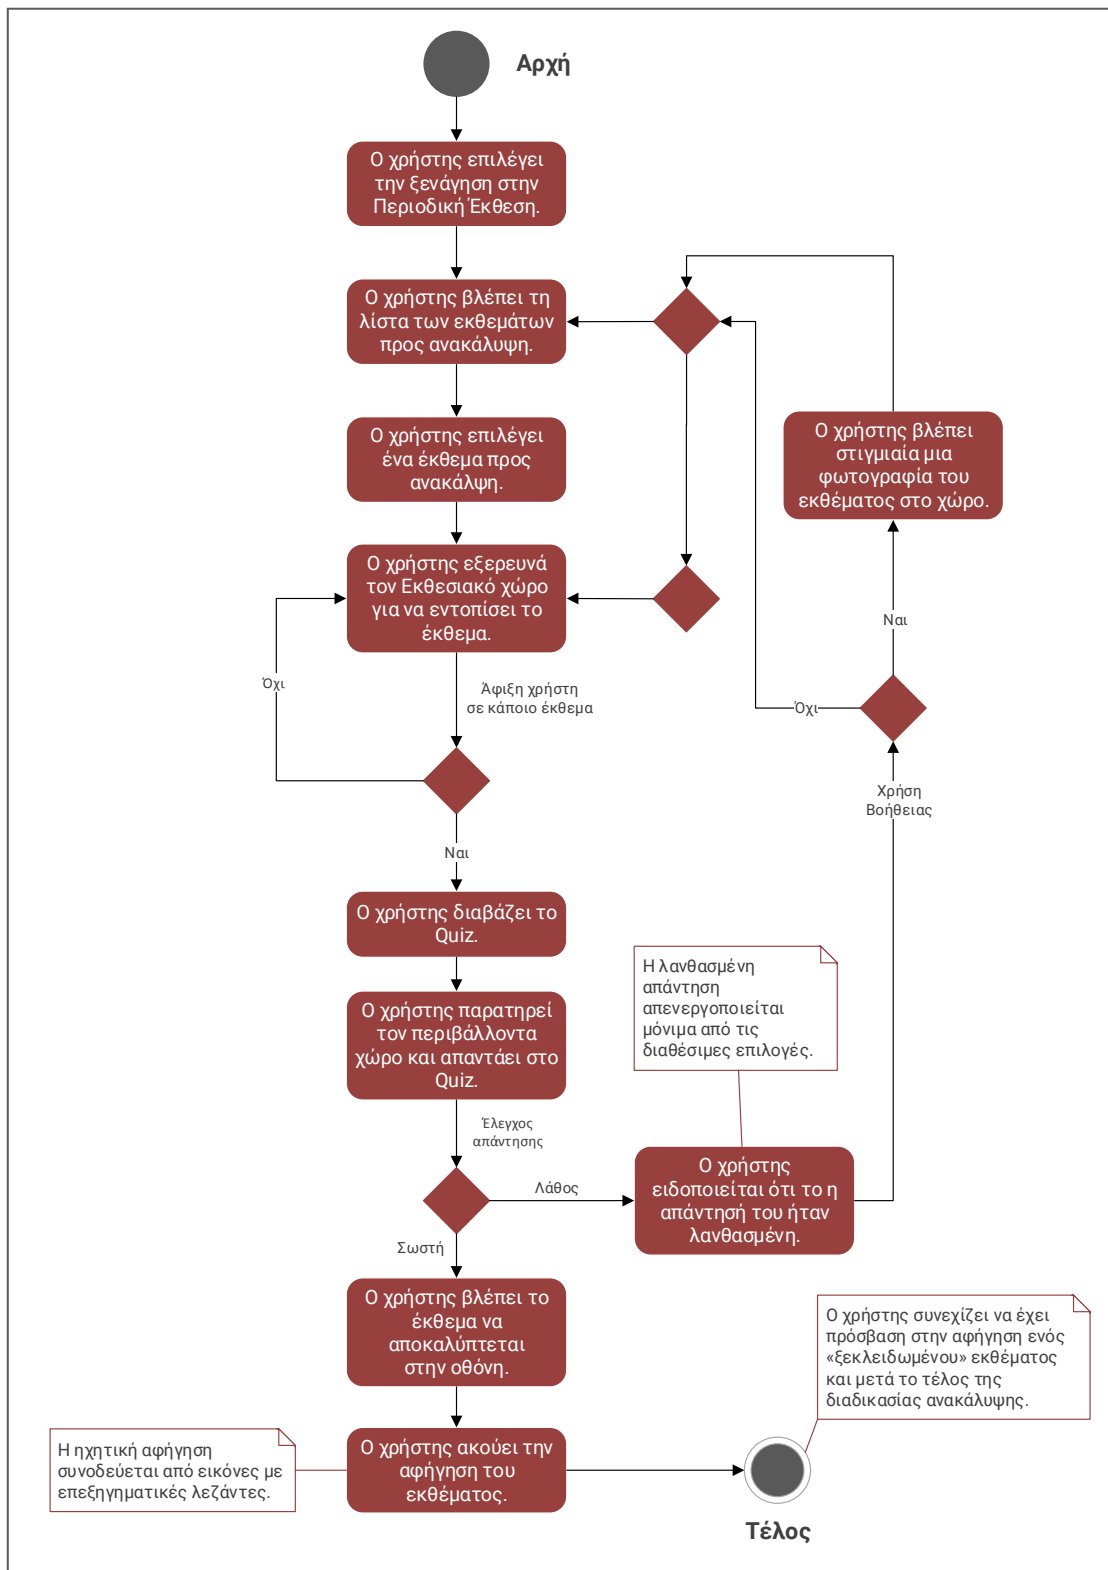 Αρχή
Ο χρήστης επιλέγει
την ξενάγηση στην
Περιοδική Έκθεση.
Ο χρήστης βλέπει τη
λίστα των εκθεμάτων
προς ανακάλυψη.
Ο χρήστης επιλέγει
ένα έκθεμα προς
ανακάλψη.
Ο χρήστης βλέπει
στιγμιαία μια
φωτογραφία του
εκθέματος στο χώρο.
Ο χρήστης εξερευνά
τον Εκθεσιακό χώρο
για να εντοπίσει το
έκθεμα.
Ναι
Όχι
Άφιξη χρήστη
σε κάποιο έκθεμα
Όχι
Χρήση
Βοήθειας
Ναι
Ο χρήστης διαβάζει το
Quiz.
Η λανθασμένη
απάντηση
απενεργοποιείται
μόνιμα από τις
διαθέσιμες επιλογές.
Ο χρήστης παρατηρεί
τον περιβάλλοντα
χώρο και απαντάει στο
Quiz.
Έλεγχος
απάντησης
Λάθος
Ο χρήστης
ειδοποιείται ότι το η
απάντησή του ήταν
λανθασμένη.
Σωστή
Ο χρήστης βλέπει το
έκθεμα να
αποκαλύπτεται
στην οθόνη.
Ο χρήστης συνεχίζει να έχει
πρόσβαση στην αφήγηση ενός
«ξεκλειδωμένου» εκθέματος
και μετά το τέλος της
διαδικασίας ανακάλυψης.
Η ηχητική αφήγηση
συνοδεύεται από εικόνες με
επεξηγηματικές λεζάντες.
Ο χρήστης ακούει την
αφήγηση του
εκθέματος.
Τέλος